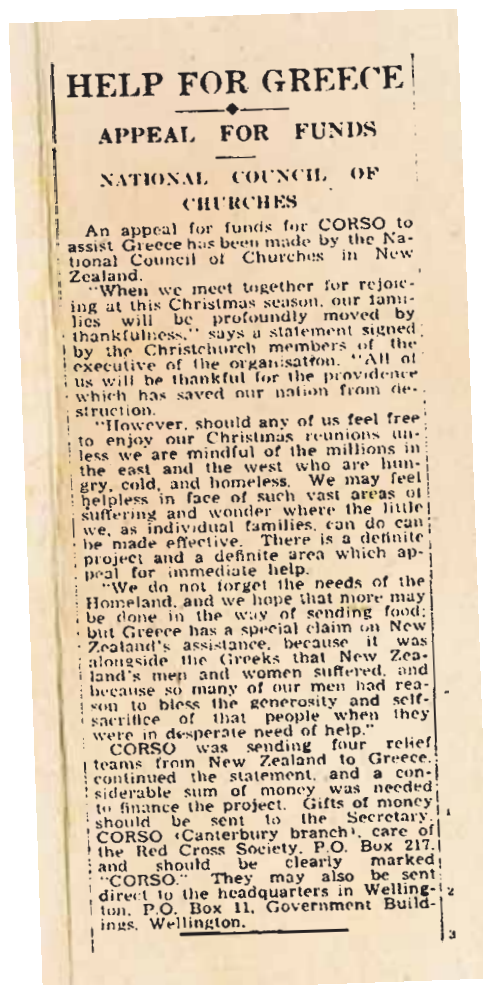 HELP FOR GREECE
APPEAL FOR FUNDS
NATIONAL COUNCIL OF
CHURCHES
An appeal for funds for CORSO to
assist Greece has been made by the Na-
tional Council of Churches in New
Zealand.
"When we meet together for rejoic-
ing at this Christmas season, our fami-
lies will be profoundly moved by
thankfulness," says a statement signed
by the Christchurch members of the
executive of the organisation. "All of
us will be thankful for the providence
which has saved our nation from de-
struction.
"However, should any of us feel free
to enjoy our Christmas reunions un-
less we are mindful of the millions in
the east and the west who are hun-
gry, cold, and homeless. We may feel
helpless in face of such vast areas of
suffering and wonder where the little
we, as individual families, can do can
be made effective. There is a definite
project and a definite area which ap-
peal for immediate help.
"We do not forget the needs of the
Homeland, and we hope that more may
be done in the way of sending food;
but Greece has a special claim on New
Zealand's assistance, because it was
alongside the Greeks that New Zea-
land's men and women suffered, and
because so many of our men had rea-
son to bless the generosity and self-
sacrifice of that people when they
were in desperate need of help."
CORSO was sending four relief
teams from New Zealand to Greece,
continued the statement, and a con-
siderable sum of money was needed
to finance the project. Gifts of money
should be sent to the Secretary,
CORSO (Canterbury branch), care of
the Red Cross Society, P.O. Box 217,
and should be clearly marked
"CORSO." They may also be sent
direct to the headquarters in Welling-
ton, P.O. Box 11, Government Build-
ings, Wellington.